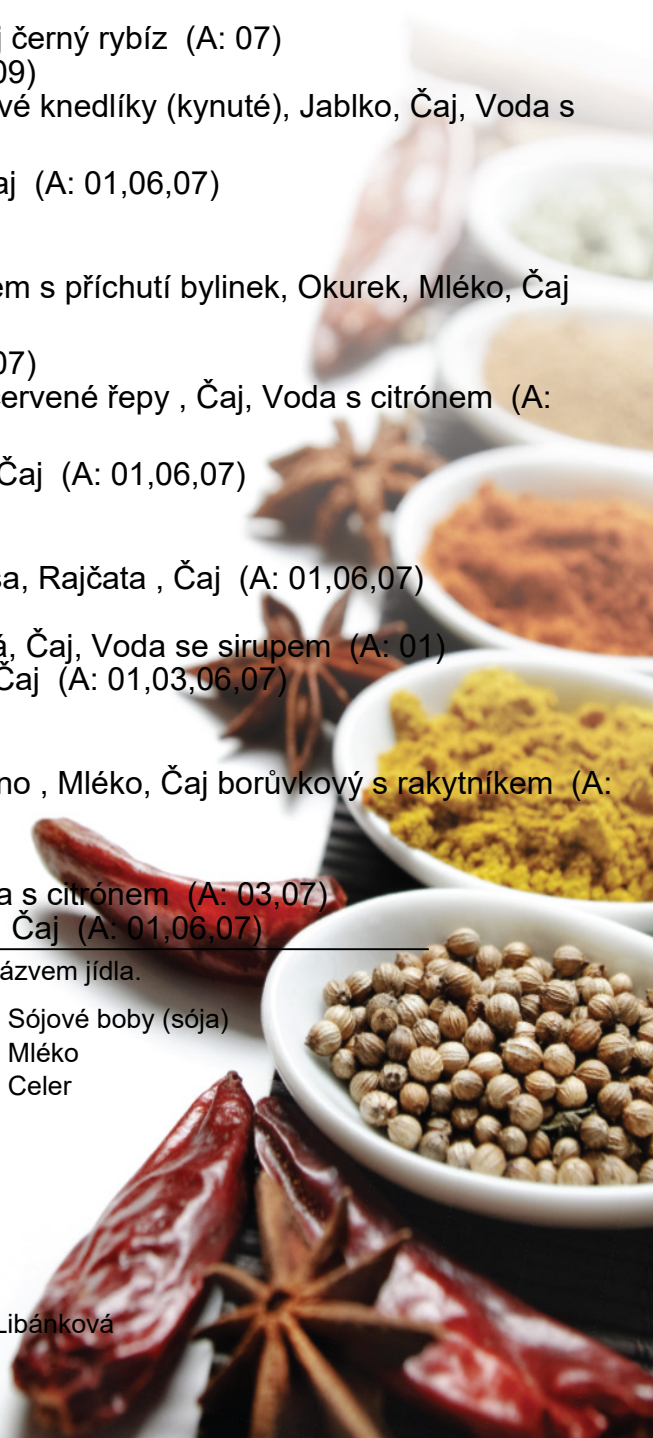 j černý rybíz (A: 07)
09)
vé knedlíky (kynuté), Jablko, Čaj, Voda s
aj (A: 01,06,07)
em s příchutí bylinek, Okurek, Mléko, Čaj
07)
ervené řepy , Čaj, Voda s citrónem (A:
Čaj (A: 01,06,07)
sa, Rajčata , Čaj (A: 01,06,07)
á, Čaj, Voda se sirupem (A: 01)
Čaj (A: 01,03,06,07)
no , Mléko, Čaj borůvkový s rakytníkem (A:
a s citrónem (A: 03,07)
Čaj (A: 01,06,07)
ázvem jídla.
Sójové boby (sója)
Mléko
Celer
Libánková